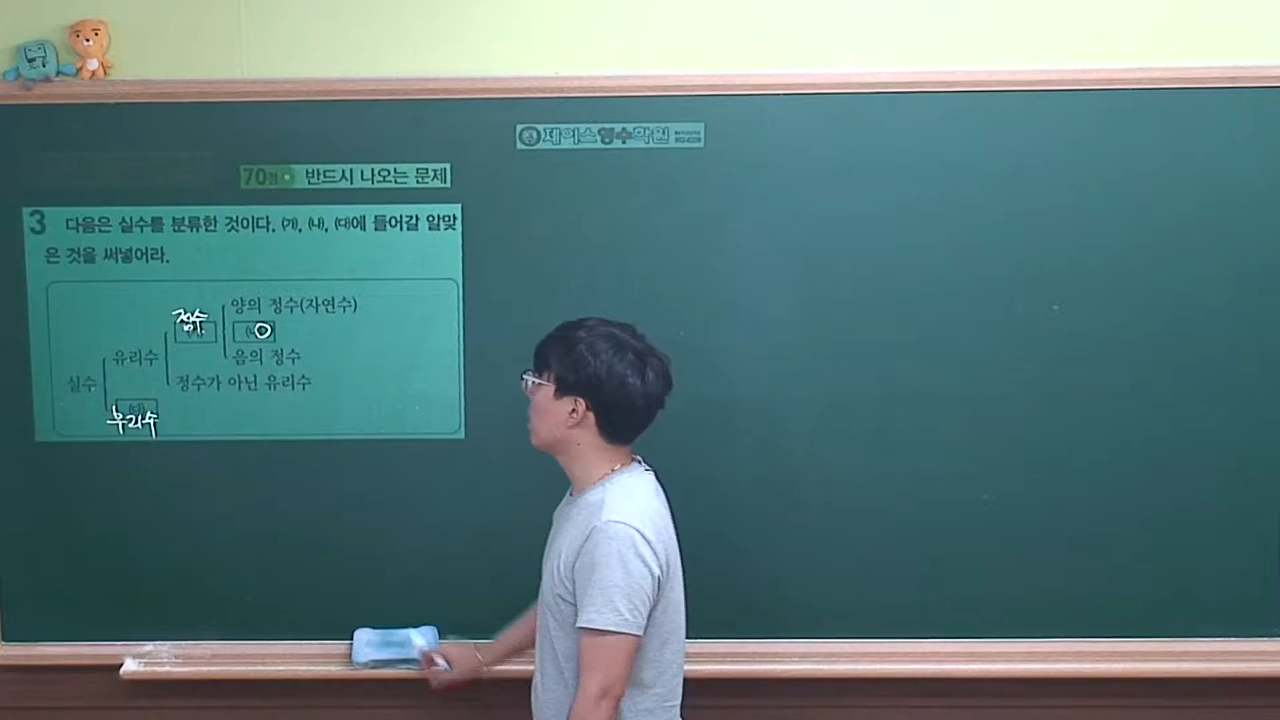 제이스영수학원
70점 반드시 나오는 문제
3 다음은 실수를 분류한 것이다. ㈎, ㈏, ㈐에 들어갈 알맞
은 것을 써넣어라.
양의 정수(자연수)
정수
0
유리수
음의 정수
실수
정수가 아닌 유리수
무리수